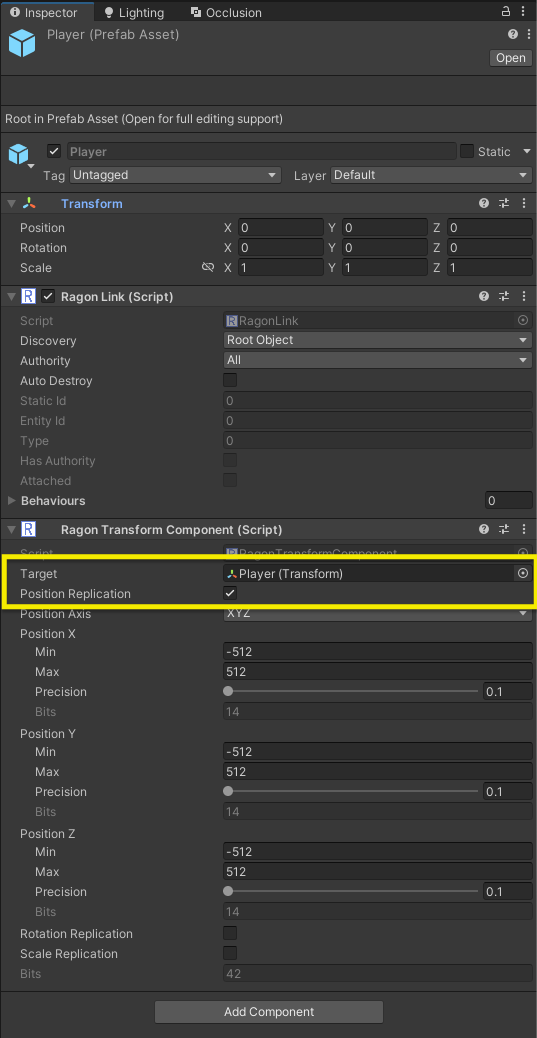 Inspector Lighting Occlusion
Player (Prefab Asset)
Open
Root in Prefab Asset (Open for full editing support)
Player Static
Tag Untagged Layer Default
Transform
Position X 0 Y 0 Z 0
Rotation X 0 Y 0 Z 0
Scale X 1 Y 1 Z 1
R Ragon Link (Script)
Script R RagonLink
Discovery Root Object
Authority All
Auto Destroy
Static Id 0
Entity Id 0
Type 0
Has Authority
Attached
Behaviours 0
R Ragon Transform Component (Script)
Script R RagonTransformComponent
Target Player (Transform)
Position Replication
Position Axis XYZ
Position X
Min -512
Max 512
Precision 0.1
Bits 14
Position Y
Min -512
Max 512
Precision 0.1
Bits 14
Position Z
Min -512
Max 512
Precision 0.1
Bits 14
Rotation Replication
Scale Replication
Bits 42
Add Component